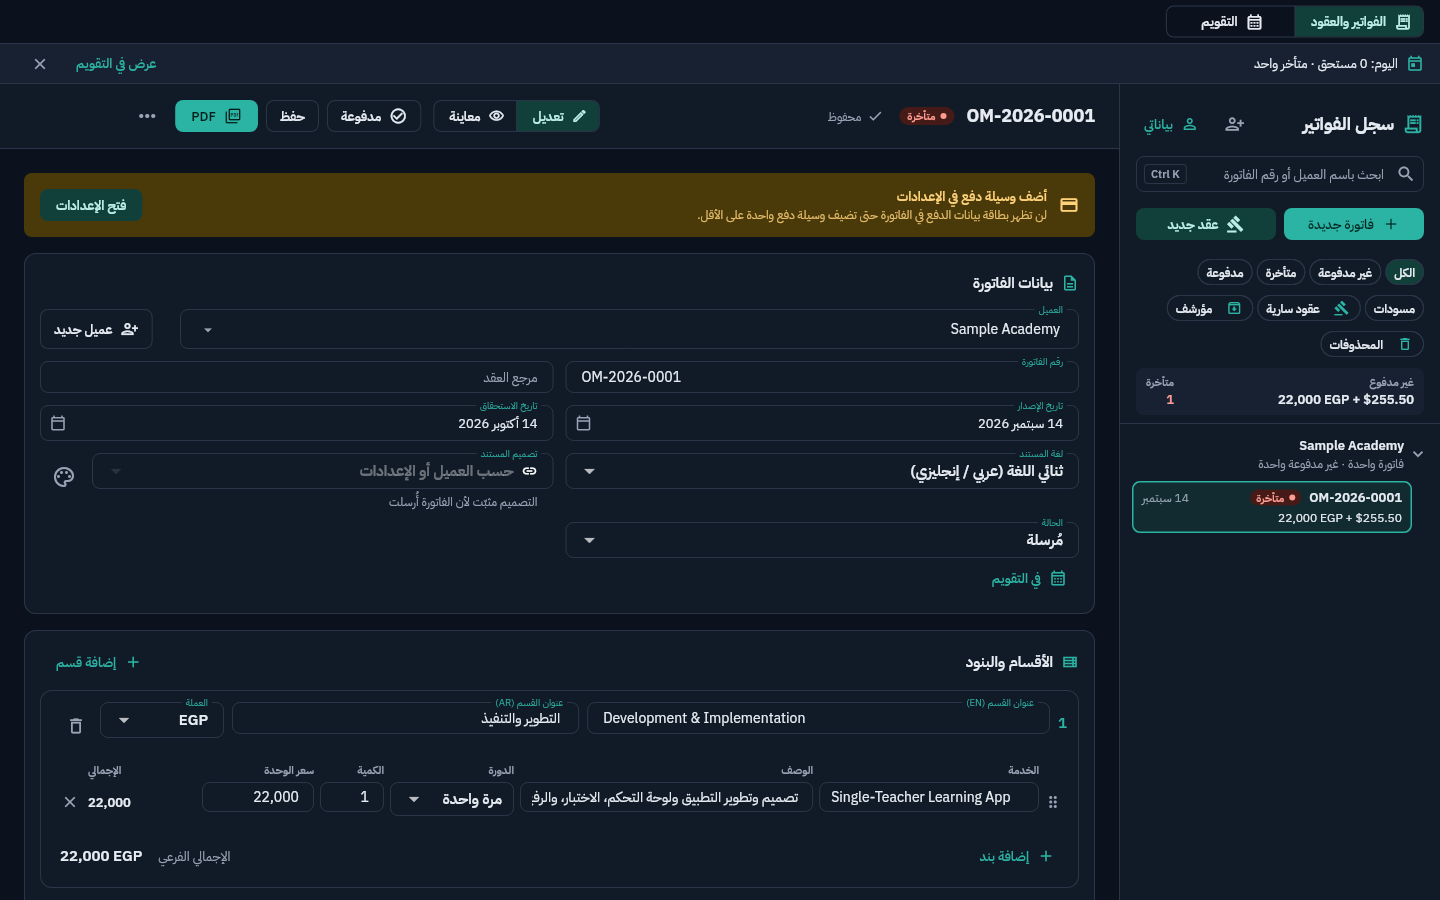 الفواتير والعقود
التقويم
اليوم: 0 مستحق · متأخر واحد
عرض في التقويم
سجل الفواتير
بياناتي
ابحث باسم العميل أو رقم الفاتورة
Ctrl K
فاتورة جديدة
عقد جديد
الكل
غير مدفوعة
متأخرة
مدفوعة
مسودات
عقود سارية
مؤرشف
المحذوفات
غير مدفوع
متأخرة
22,000 EGP + $255.50
1
Sample Academy
فاتورة واحدة · غير مدفوعة واحدة
OM-2026-0001
متأخرة
14 سبتمبر
22,000 EGP + $255.50
OM-2026-0001
متأخرة
محفوظ
تعديل
معاينة
مدفوعة
حفظ
PDF
أضف وسيلة دفع في الإعدادات
لن تظهر بطاقة بيانات الدفع في الفاتورة حتى تضيف وسيلة دفع واحدة على الأقل.
فتح الإعدادات
بيانات الفاتورة
العميل
Sample Academy
عميل جديد
رقم الفاتورة
OM-2026-0001
مرجع العقد
تاريخ الإصدار
14 سبتمبر 2026
تاريخ الاستحقاق
14 أكتوبر 2026
لغة المستند
ثنائي اللغة (عربي / إنجليزي)
تصميم المستند
حسب العميل أو الإعدادات
التصميم مثبّت لأن الفاتورة أُرسلت
الحالة
مُرسلة
في التقويم
الأقسام والبنود
إضافة قسم
1
عنوان القسم (EN)
Development & Implementation
عنوان القسم (AR)
التطوير والتنفيذ
العملة
EGP
الخدمة
الوصف
الدورة
الكمية
سعر الوحدة
الإجمالي
Single-Teacher Learning App
تصميم وتطوير التطبيق ولوحة التحكم، الاختبار، والرفع
مرة واحدة
1
22,000
22,000
إضافة بند
الإجمالي الفرعي
22,000 EGP